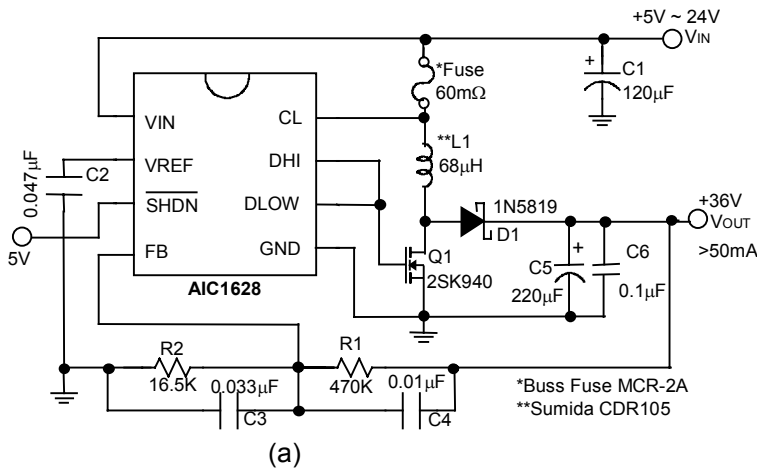 +5V ~ 24V
VIN
*Fuse
60mΩ
+
C1
120μF
VIN
CL
**L1
68μH
VREF
DHI
0.047μF
C2
SHDN
DLOW
1N5819
D1
+36V
VOUT
>50mA
5V
FB
GND
Q1
2SK940
+
C5
220μF
C6
0.1μF
AIC1628
R2
16.5K
R1
470K
0.033μF
C3
0.01μF
C4
*Buss Fuse MCR-2A
**Sumida CDR105
(a)